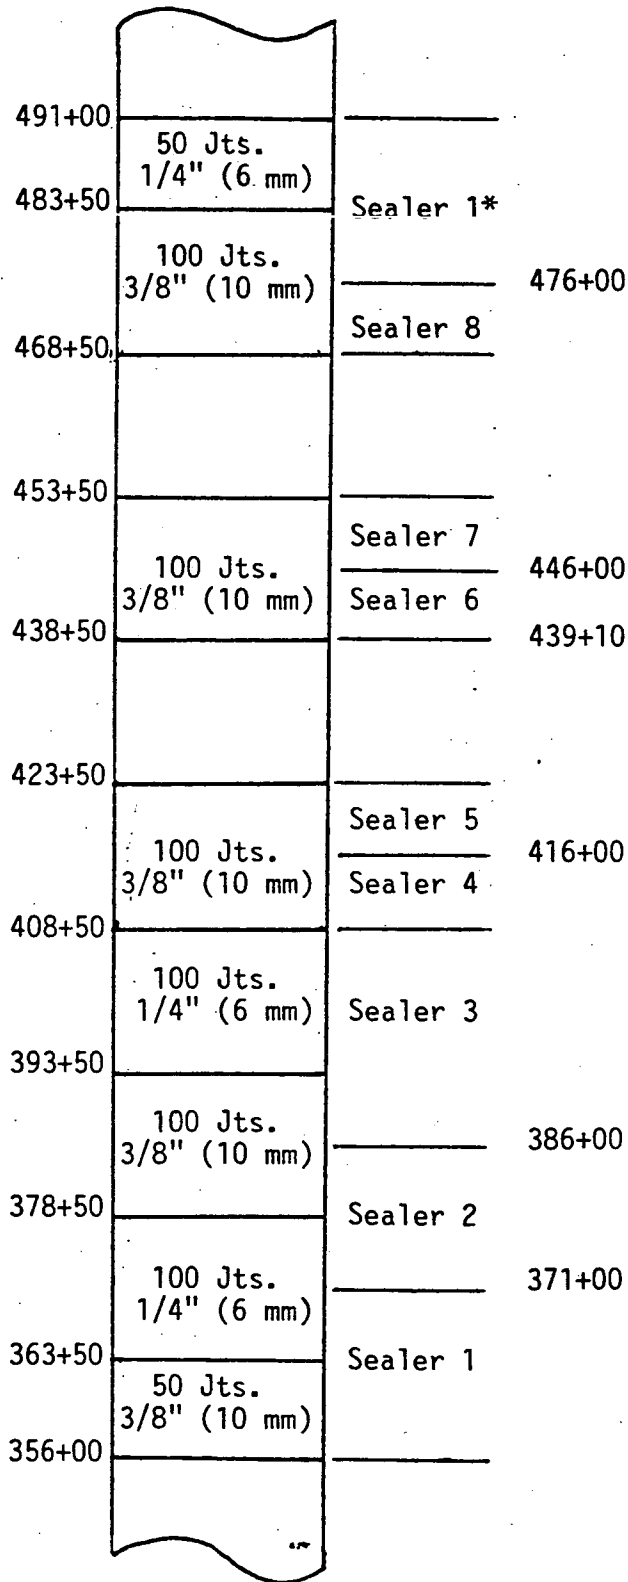 491+00
50 Jts.
1/4" (6 mm)
483+50
Sealer 1*
100 Jts.
3/8" (10 mm)
476+00
Sealer 8
468+50
453+50
Sealer 7
100 Jts.
3/8" (10 mm)
446+00
Sealer 6
438+50
439+10
423+50
Sealer 5
100 Jts.
3/8" (10 mm)
416+00
Sealer 4
408+50
100 Jts.
1/4" (6 mm)
Sealer 3
393+50
100 Jts.
3/8" (10 mm)
386+00
378+50
Sealer 2
100 Jts.
1/4" (6 mm)
371+00
363+50
Sealer 1
50 Jts.
3/8" (10 mm)
356+00